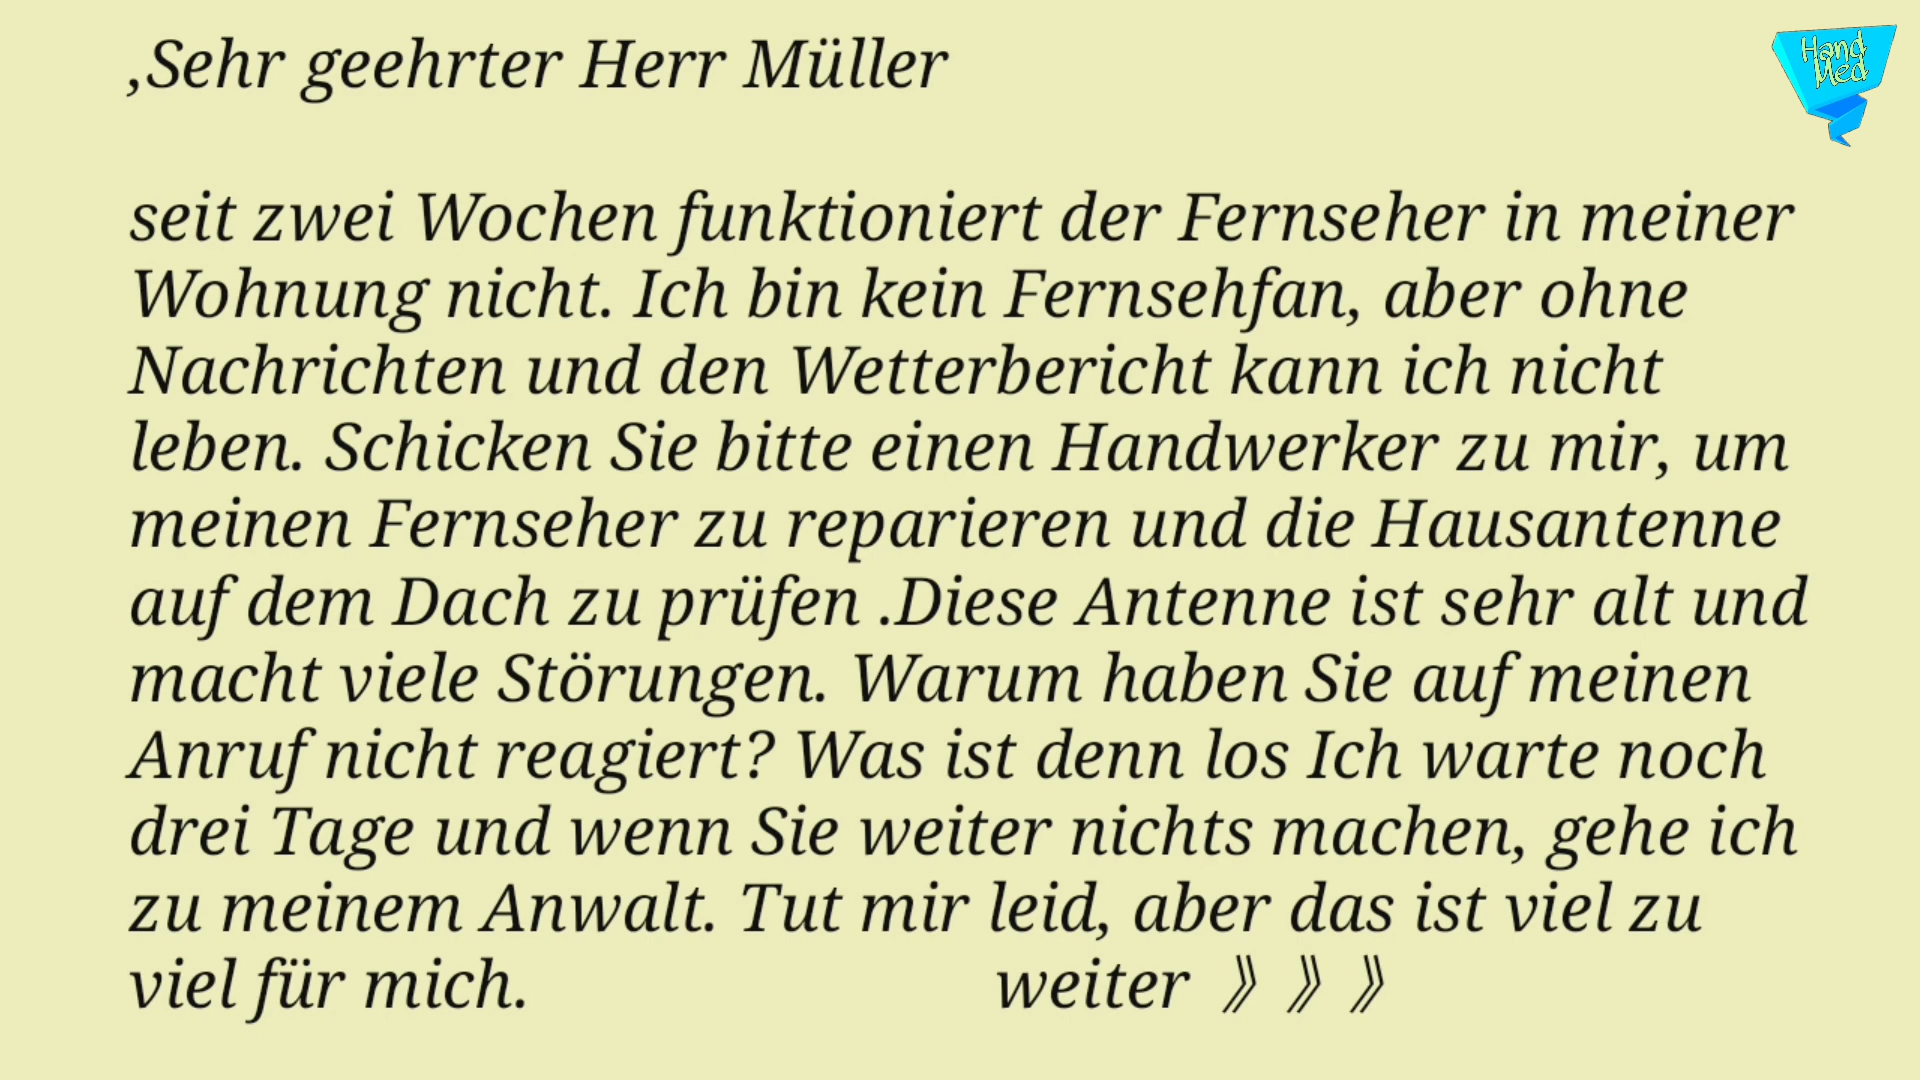 ,Sehr geehrter Herr Müller
Hand
Med
seit zwei Wochen funktioniert der Fernseher in meiner
Wohnung nicht. Ich bin kein Fernsehfan, aber ohne
Nachrichten und den Wetterbericht kann ich nicht
leben. Schicken Sie bitte einen Handwerker zu mir, um
meinen Fernseher zu reparieren und die Hausantenne
auf dem Dach zu prüfen .Diese Antenne ist sehr alt und
macht viele Störungen. Warum haben Sie auf meinen
Anruf nicht reagiert? Was ist denn los Ich warte noch
drei Tage und wenn Sie weiter nichts machen, gehe ich
zu meinem Anwalt. Tut mir leid, aber das ist viel zu
viel für mich. weiter 》》》